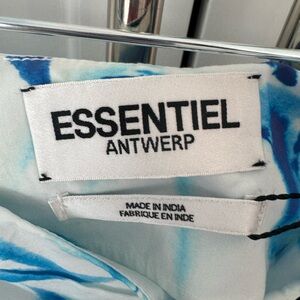 ESSENTIEL
ANTWERP
MADE IN INDIA
FABRIQUE EN INDE